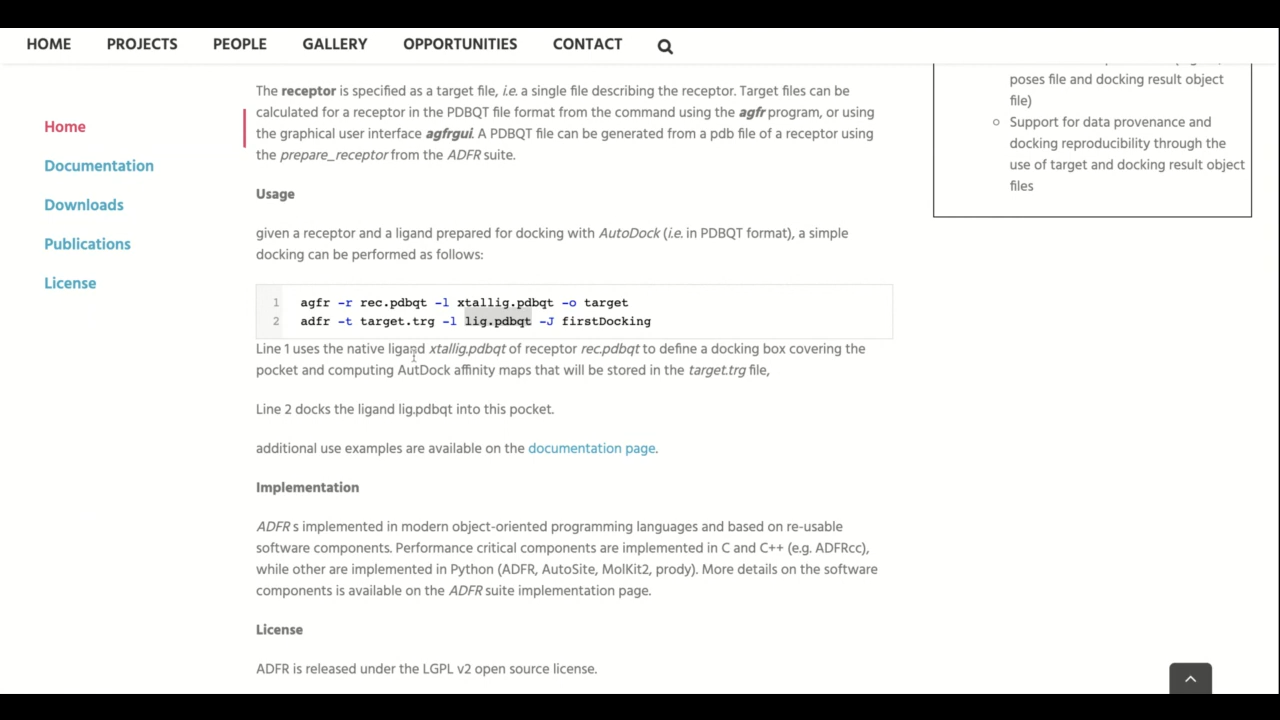 HOME PROJECTS PEOPLE GALLERY OPPORTUNITIES CONTACT
Home
Documentation
Downloads
Publications
License
The receptor is specified as a target file, i.e. a single file describing the receptor. Target files can be
calculated for a receptor in the PDBQT file format from the command using the agfr program, or using
the graphical user interface agfrgui. A PDBQT file can be generated from a pdb file of a receptor using
the prepare_receptor from the ADFR suite.
Usage
given a receptor and a ligand prepared for docking with AutoDock (i.e. in PDBQT format), a simple
docking can be performed as follows:
1 agfr -r rec.pdbqt -l xtallig.pdbqt -o target
2 adfr -t target.trg -l lig.pdbqt -J firstDocking
Line 1 uses the native ligand xtallig.pdbqt of receptor rec.pdbqt to define a docking box covering the
pocket and computing AutDock affinity maps that will be stored in the target.trg file,
Line 2 docks the ligand lig.pdbqt into this pocket.
additional use examples are available on the documentation page.
Implementation
ADFR s implemented in modern object-oriented programming languages and based on re-usable
software components. Performance critical components are implemented in C and C++ (e.g. ADFRcc),
while other are implemented in Python (ADFR, AutoSite, MolKit2, prody). More details on the software
components is available on the ADFR suite implementation page.
License
ADFR is released under the LGPL v2 open source license.
poses file and docking result object
file)
Support for data provenance and
docking reproducibility through the
use of target and docking result object
files